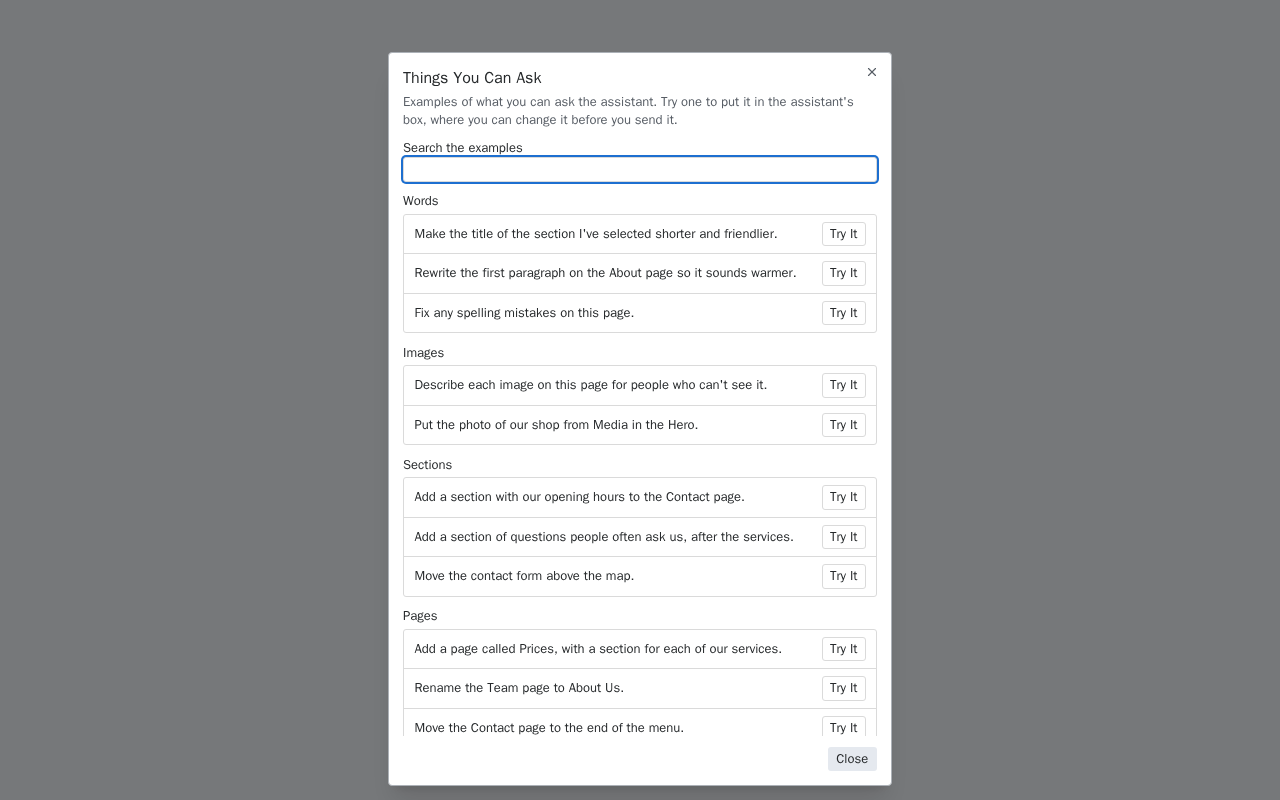 Things You Can Ask
Examples of what you can ask the assistant. Try one to put it in the assistant's
box, where you can change it before you send it.
Search the examples
Words
Make the title of the section I've selected shorter and friendlier. Try It
Rewrite the first paragraph on the About page so it sounds warmer. Try It
Fix any spelling mistakes on this page. Try It
Images
Describe each image on this page for people who can't see it. Try It
Put the photo of our shop from Media in the Hero. Try It
Sections
Add a section with our opening hours to the Contact page. Try It
Add a section of questions people often ask us, after the services. Try It
Move the contact form above the map. Try It
Pages
Add a page called Prices, with a section for each of our services. Try It
Rename the Team page to About Us. Try It
Move the Contact page to the end of the menu. Try It
Close